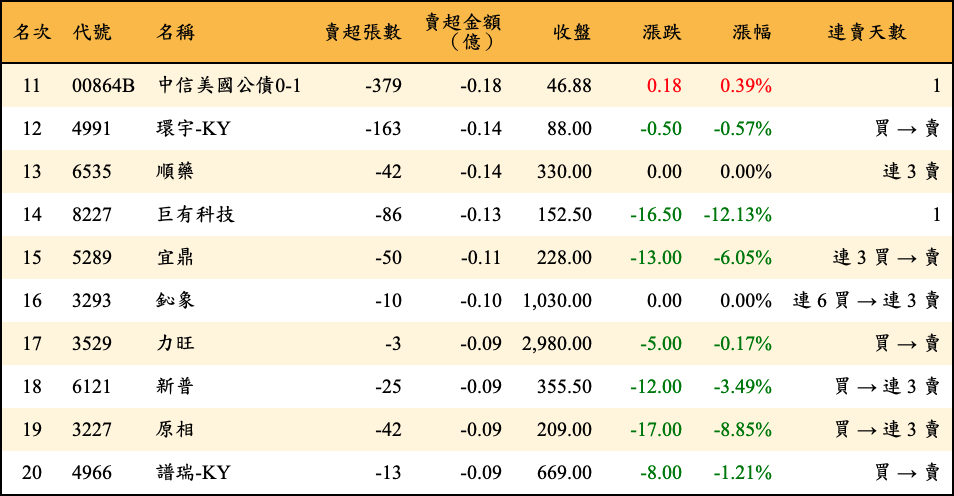 名次 代號 名稱 賣超張數 賣超金額（億） 收盤 漲跌 漲幅 連賣天數
11 00864B 中信美國公債0-1 -379 -0.18 46.88 0.18 0.39% 1
12 4991 環宇-KY -163 -0.14 88.00 -0.50 -0.57% 買 → 賣
13 6535 順藥 -42 -0.14 330.00 0.00 0.00% 連 3 賣
14 8227 巨有科技 -86 -0.13 152.50 -16.50 -12.13% 1
15 5289 宜鼎 -50 -0.11 228.00 -13.00 -6.05% 連 3 買 → 賣
16 3293 鈊象 -10 -0.10 1,030.00 0.00 0.00% 連 6 買 → 連 3 賣
17 3529 力旺 -3 -0.09 2,980.00 -5.00 -0.17% 買 → 賣
18 6121 新普 -25 -0.09 355.50 -12.00 -3.49% 買 → 連 3 賣
19 3227 原相 -42 -0.09 209.00 -17.00 -8.85% 買 → 連 3 賣
20 4966 譜瑞-KY -13 -0.09 669.00 -8.00 -1.21% 買 → 賣